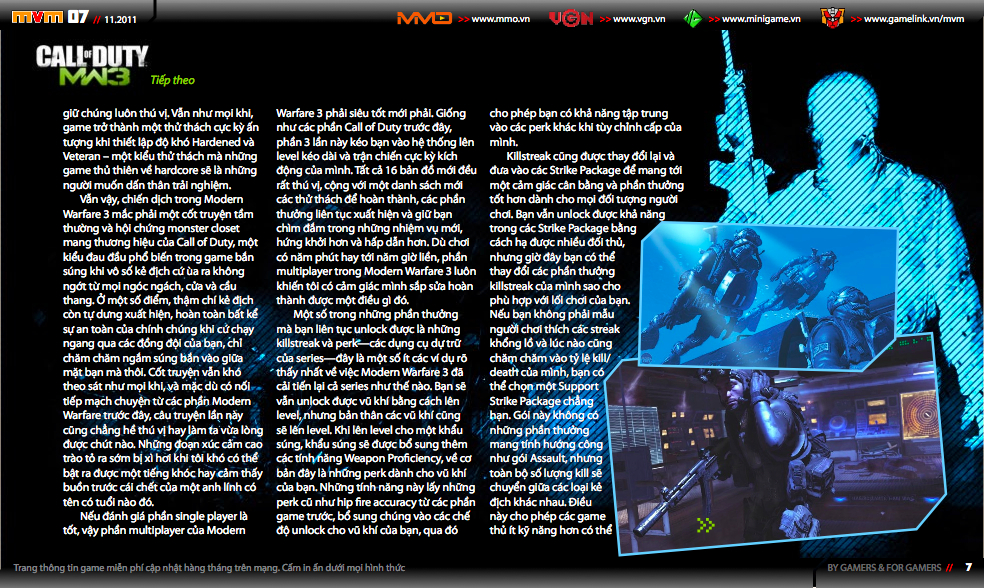 mvm 07 // 11.2011
MMO >> www.mmo.vn
VGN >> www.vgn.vn
>> www.minigame.vn
>> www.gamelink.vn/mvm
CALL OF DUTY
MW3
Tiếp theo
giữ chúng luôn thú vị. Vẫn như mọi khi,
game trở thành một thử thách cực kỳ ấn
tượng khi thiết lập độ khó Hardened và
Veteran – một kiểu thử thách mà những
game thủ thiên về hardcore sẽ là những
người muốn dấn thân trải nghiệm.
Vẫn vậy, chiến dịch trong Modern
Warfare 3 mắc phải một cốt truyện tầm
thường và hội chứng monster closet
mang thương hiệu của Call of Duty, một
kiểu đau đầu phổ biến trong game bắn
súng khi vô số kẻ địch cứ ùa ra không
ngớt từ mọi ngóc ngách, cửa và cầu
thang. Ở một số điểm, thậm chí kẻ địch
còn tự dưng xuất hiện, hoàn toàn bất kể
sự an toàn của chính chúng khi cứ chạy
ngang qua các đồng đội của bạn, chỉ
chăm chăm ngắm súng bắn vào giữa
mặt bạn mà thôi. Cốt truyện vẫn khó
theo sát như mọi khi, và mặc dù có nối
tiếp mạch chuyện từ các phần Modern
Warfare trước đây, câu truyện lần này
cũng chẳng hề thú vị hay làm ta vừa lòng
được chút nào. Những đoạn xúc cảm cao
trào tỏ ra sớm bị xì hơi khi tôi khó có thể
bật ra được một tiếng khóc hay cảm thấy
buồn trước cái chết của một anh lính có
tên có tuổi nào đó.
Nếu đánh giá phần single player là
tốt, vậy phần multiplayer của Modern
Warfare 3 phải siêu tốt mới phải. Giống
như các phần Call of Duty trước đây,
phần 3 lần này kéo bạn vào hệ thống lên
level kéo dài và trận chiến cực kỳ kích
động của mình. Tất cả 16 bản đồ mới đều
rất thú vị, cộng với một danh sách mới
các thử thách để hoàn thành, các phần
thưởng liên tục xuất hiện và giữ bạn
chìm đắm trong những nhiệm vụ mới,
hứng khởi hơn và hấp dẫn hơn. Dù chơi
có năm phút hay tới năm giờ liền, phần
multiplayer trong Modern Warfare 3 luôn
khiến tôi có cảm giác mình sắp sửa hoàn
thành được một điều gì đó.
Một số trong những phần thưởng
mà bạn liên tục unlock được là những
killstreak và perk—các dụng cụ dự trữ
của series—đây là một số ít các ví dụ rõ
thấy nhất về việc Modern Warfare 3 đã
cải tiến lại cả series như thế nào. Bạn sẽ
vẫn unlock được vũ khí bằng cách lên
level, nhưng bản thân các vũ khí cũng
sẽ lên level. Khi lên level cho một khẩu
súng, khẩu súng sẽ được bổ sung thêm
các tính năng Weapon Proficiency, về cơ
bản đây là những perk dành cho vũ khí
của bạn. Những tính năng này lấy những
perk cũ như hip fire accuracy từ các phần
game trước, bổ sung chúng vào các chế
độ unlock cho vũ khí của bạn, qua đó
cho phép bạn có khả năng tập trung
vào các perk khác khi tùy chỉnh cấp của
mình.
Killstreak cũng được thay đổi lại và
đưa vào các Strike Package để mang tới
một cảm giác cân bằng và phần thưởng
tốt hơn dành cho mọi đối tượng người
chơi. Bạn vẫn unlock được khả năng
trong các Strike Package bằng
cách hạ được nhiều đối thủ,
nhưng giờ đây bạn có thể
thay đổi các phần thưởng
killstreak của mình sao cho
phù hợp với lối chơi của bạn.
Nếu bạn không phải mẫu
người chơi thích các streak
khổng lồ và lúc nào cũng
chăm chăm vào tỷ lệ kill/
death của mình, bạn có
thể chọn một Support
Strike Package chẳng
hạn. Gói này không có
những phần thưởng
mang tính hướng công
như gói Assault, nhưng
toàn bộ số lượng kill sẽ
chuyển giữa các loại kẻ
địch khác nhau. Điều
này cho phép các game
thủ ít kỹ năng hơn có thể
Trang thông tin game miễn phí cập nhật hàng tháng trên mạng. Cấm in ấn dưới mọi hình thức
BY GAMERS & FOR GAMERS // 7